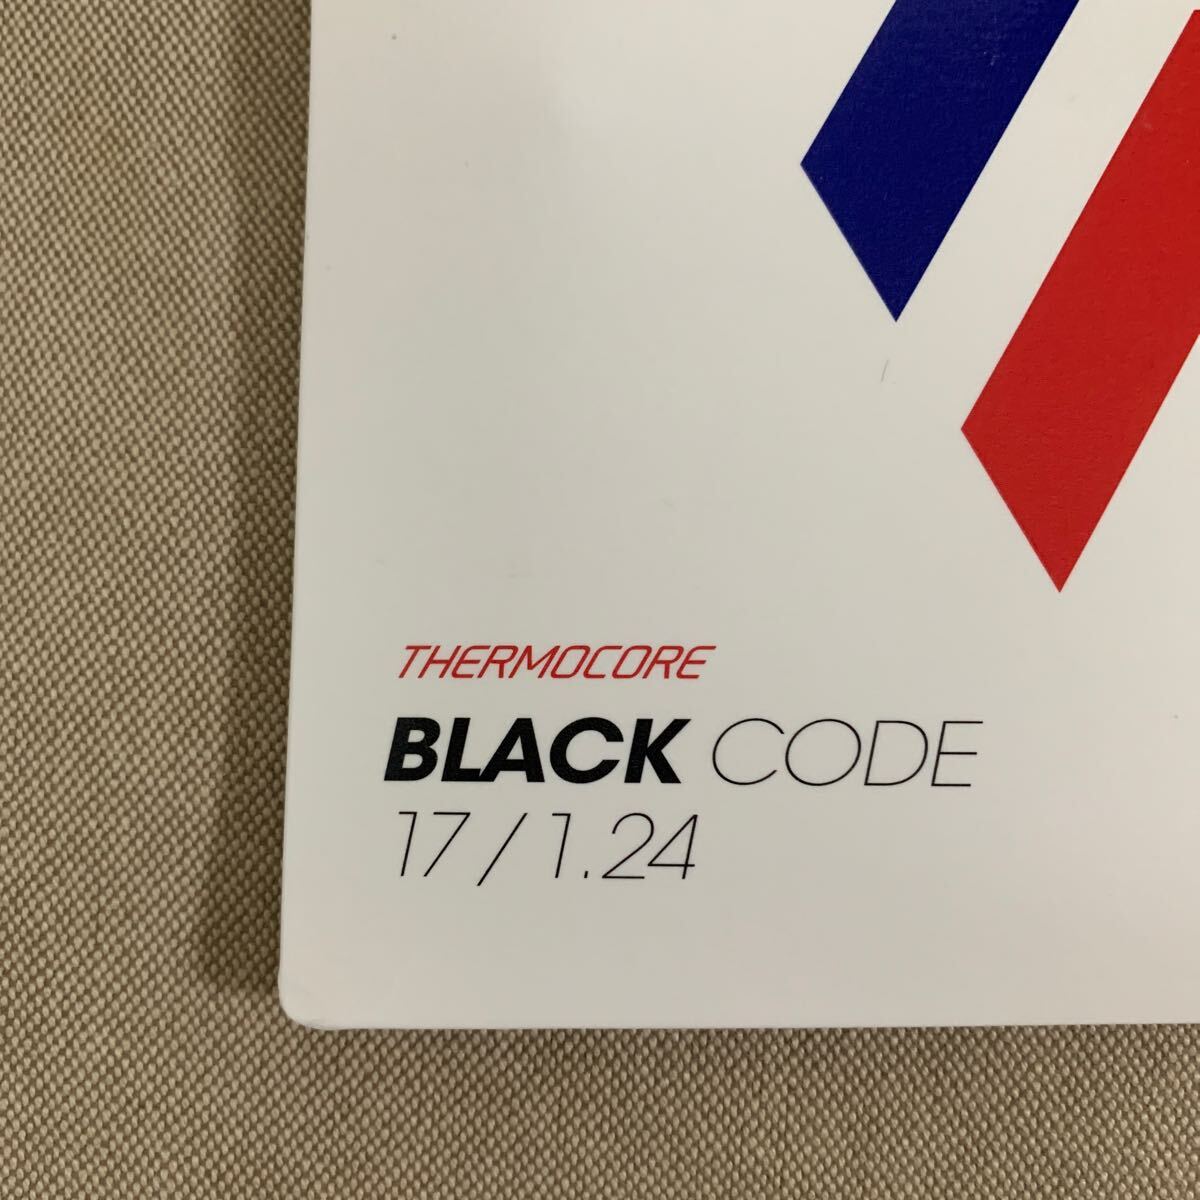 THERMOCORE
BLACK CODE
17/1.24